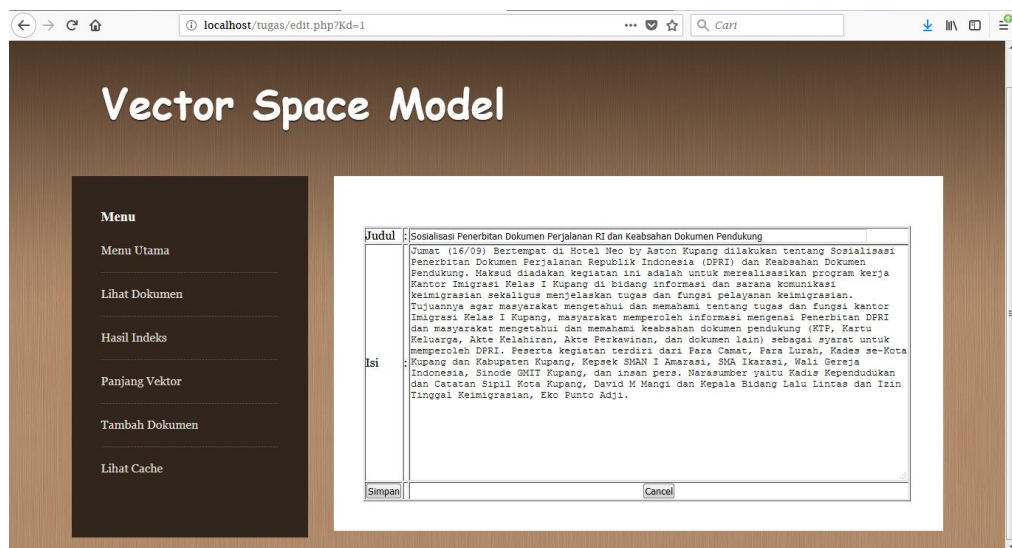 localhost/tugas/edit.php?Kd=1
Cari
Vector Space Model
Menu
Menu Utama
Lihat Dokumen
Hasil Indeks
Panjang Vektor
Tambah Dokumen
Lihat Cache
Judul : Sosialisasi Penerbitan Dokumen Perjalanan RI dan Keabsahan Dokumen Pendukung
Isi :
Jumat (16/09) Bertempat di Hotel Neo by Aston Kupang dilakukan tentang Sosialisasi
Penerbitan Dokumen Perjalanan Republik Indonesia (DPRI) dan Keabsahan Dokumen
Pendukung. Maksud diadakan kegiatan ini adalah untuk merealisasikan program kerja
Kantor Imigrasi Kelas I Kupang di bidang informasi dan sarana komunikasi
keimigrasian sekaligus menjelaskan tugas dan fungsi pelayanan keimigrasian.
Tujuannya agar masyarakat mengetahui dan memahami tentang tugas dan fungsi kantor
Imigrasi Kelas I Kupang, masyarakat memperoleh informasi mengenai Penerbitan DPRI
dan masyarakat mengetahui dan memahami keabsahan dokumen pendukung (KTP, Kartu
Keluarga, Akte Kelahiran, Akte Perkawinan, dan dokumen lain) sebagai syarat untuk
memperoleh DPRI. Peserta kegiatan terdiri dari Para Camat, Para Lurah, Kades se-Kota
Kupang dan Kabupaten Kupang, Kepsek SMAN I Amarasi, SMA Ikarasi, Wali Gereja
Indonesia, Sinode GMIT Kupang, dan insan pers. Narasumber yaitu Kadis Kependudukan
dan Catatan Sipil Kota Kupang, David M Mangi dan Kepala Bidang Lalu Lintas dan Izin
Tinggal Keimigrasian, Eko Punto Adji.
Simpan
Cancel